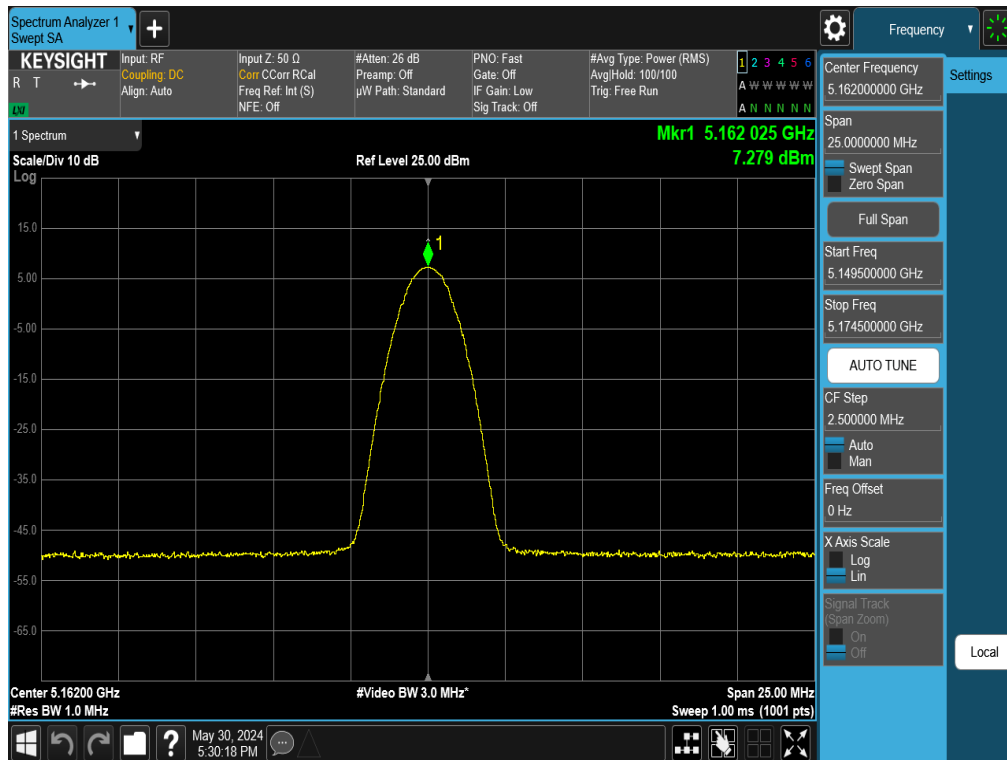 Spectrum Analyzer 1
Swept SA
Frequency
KEYSIGHT
R T
LXI
Input: RF
Coupling: DC
Align: Auto
Input Z: 50 Ω
Corr CCorr RCal
Freq Ref: Int (S)
NFE: Off
#Atten: 26 dB
Preamp: Off
µW Path: Standard
PNO: Fast
Gate: Off
IF Gain: Low
Sig Track: Off
#Avg Type: Power (RMS)
Avg|Hold: 100/100
Trig: Free Run
1 2 3 4 5 6
A W W W W W
A N N N N N
1 Spectrum
Scale/Div 10 dB
Log
Ref Level 25.00 dBm
Mkr1 5.162 025 GHz
7.279 dBm
15.0
5.00
-5.00
-15.0
-25.0
-35.0
-45.0
-55.0
-65.0
1
Center 5.16200 GHz
#Res BW 1.0 MHz
#Video BW 3.0 MHz*
Span 25.00 MHz
Sweep 1.00 ms (1001 pts)
Center Frequency
5.162000000 GHz
Settings
Span
25.0000000 MHz
Swept Span
Zero Span
Full Span
Start Freq
5.149500000 GHz
Stop Freq
5.174500000 GHz
AUTO TUNE
CF Step
2.500000 MHz
Auto
Man
Freq Offset
0 Hz
X Axis Scale
Log
Lin
Signal Track
(Span Zoom)
On
Off
Local
?
May 30, 2024
5:30:18 PM